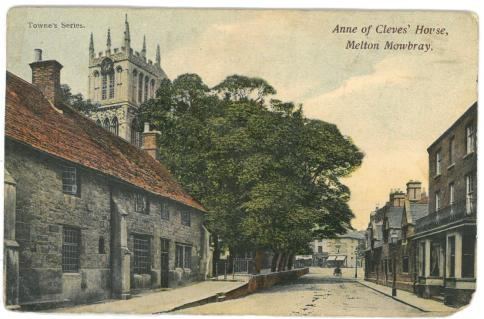 Towne's Series.
Anne of Cleves' House,
Melton Mowbray.